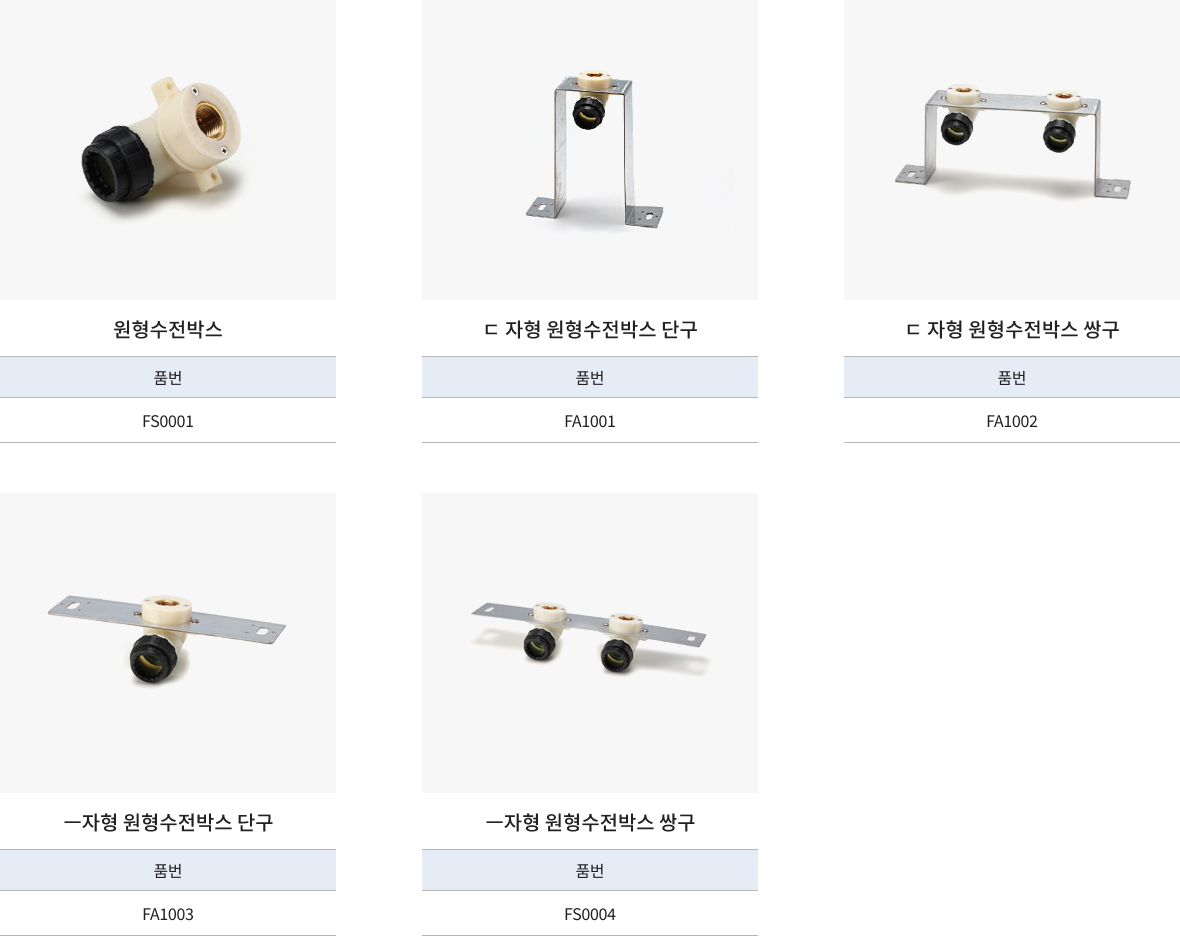 원형수전박스
품번
FS0001
ㄷ 자형 원형수전박스 단구
품번
FA1001
ㄷ 자형 원형수전박스 쌍구
품번
FA1002
ㅡ자형 원형수전박스 단구
품번
FA1003
ㅡ자형 원형수전박스 쌍구
품번
FS0004